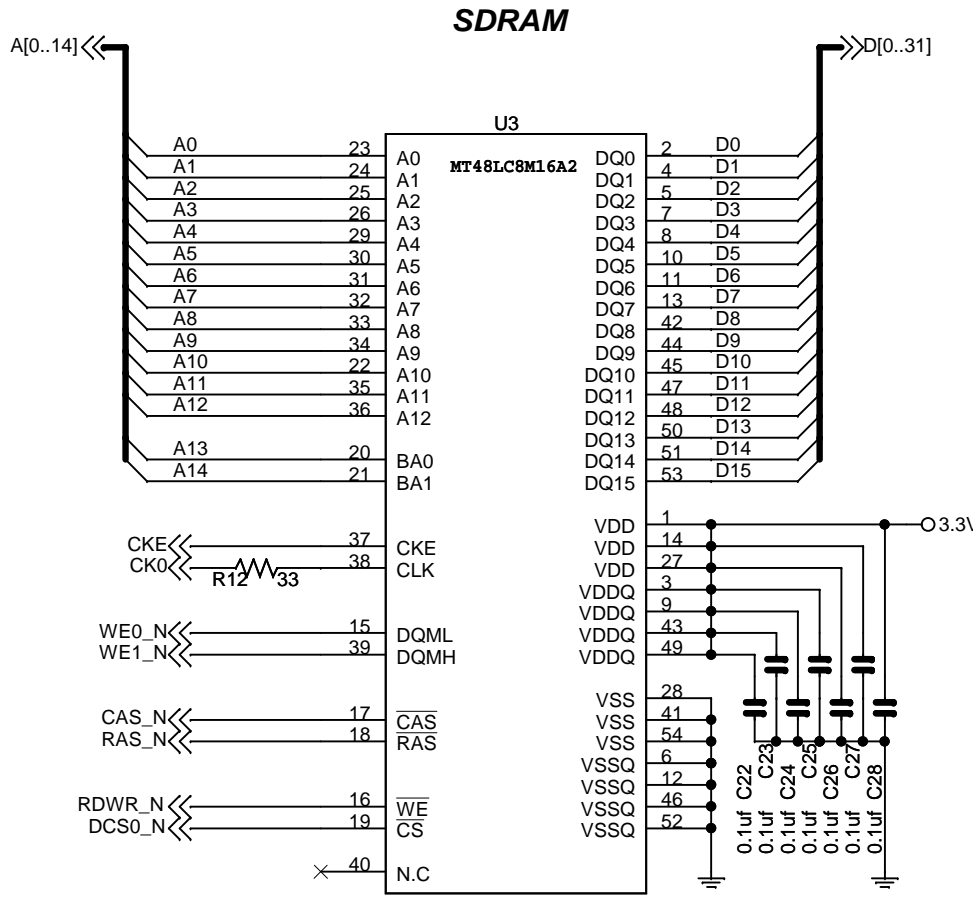 SDRAM
A[0..14]
D[0..31]
U3
MT48LC8M16A2
A0 23 A0 DQ0 2 D0
A1 24 A1 DQ1 4 D1
A2 25 A2 DQ2 5 D2
A3 26 A3 DQ3 7 D3
A4 29 A4 DQ4 8 D4
A5 30 A5 DQ5 10 D5
A6 31 A6 DQ6 11 D6
A7 32 A7 DQ7 13 D7
A8 33 A8 DQ8 42 D8
A9 34 A9 DQ9 44 D9
A10 22 A10 DQ10 45 D10
A11 35 A11 DQ11 47 D11
A12 36 A12 DQ12 48 D12
DQ13 50 D13
A13 20 BA0 DQ14 51 D14
A14 21 BA1 DQ15 53 D15
VDD 1 3.3V
CKE 37 CKE VDD 14
CK0 R12 33 38 CLK VDD 27
VDDQ 3
VDDQ 9
WE0_N 15 DQML VDDQ 43
WE1_N 39 DQMH VDDQ 49
VSS 28
CAS_N 17 CAS VSS 41
RAS_N 18 RAS VSS 54
VSSQ 6
VSSQ 12
RDWR_N 16 WE VSSQ 46
DCS0_N 19 CS VSSQ 52
40 N.C
0.1uf C22
0.1uf C23
0.1uf C24
0.1uf C25
0.1uf C26
0.1uf C27
0.1uf C28